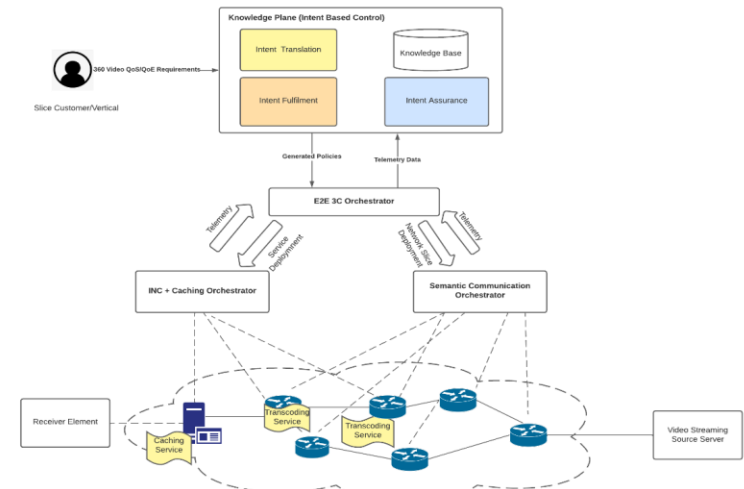 Knowledge Plane (Intent Based Control)
Intent Translation
Knowledge Base
360 Video QoS/QoE Requirements
Intent Fulfilment
Intent Assurance
Slice Customer/Vertical
Generated Policies
Telemetry Data
E2E 3C Orchestrator
Telemetry
Service
Deploymnent
Network Slice
Deployment
Telemetry
INC + Caching Orchestrator
Semantic Communication
Orchestrator
Receiver Element
Transcoding
Service
Transcoding
Service
Caching
Service
Video Streaming
Source Server